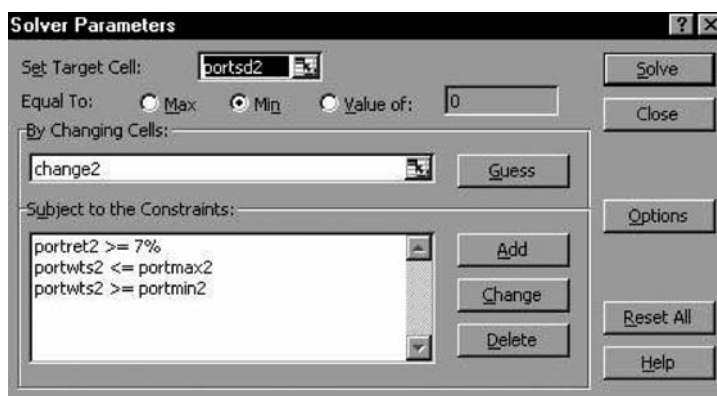 Solver Parameters
? X
Set Target Cell: portsd2 Solve
Equal To: Max Min Value of: 0
Close
By Changing Cells:
change2 Guess
Subject to the Constraints: Options
portret2 >= 7% Add
portwts2 <= portmax2
portwts2 >= portmin2
Change
Reset All
Delete
Help